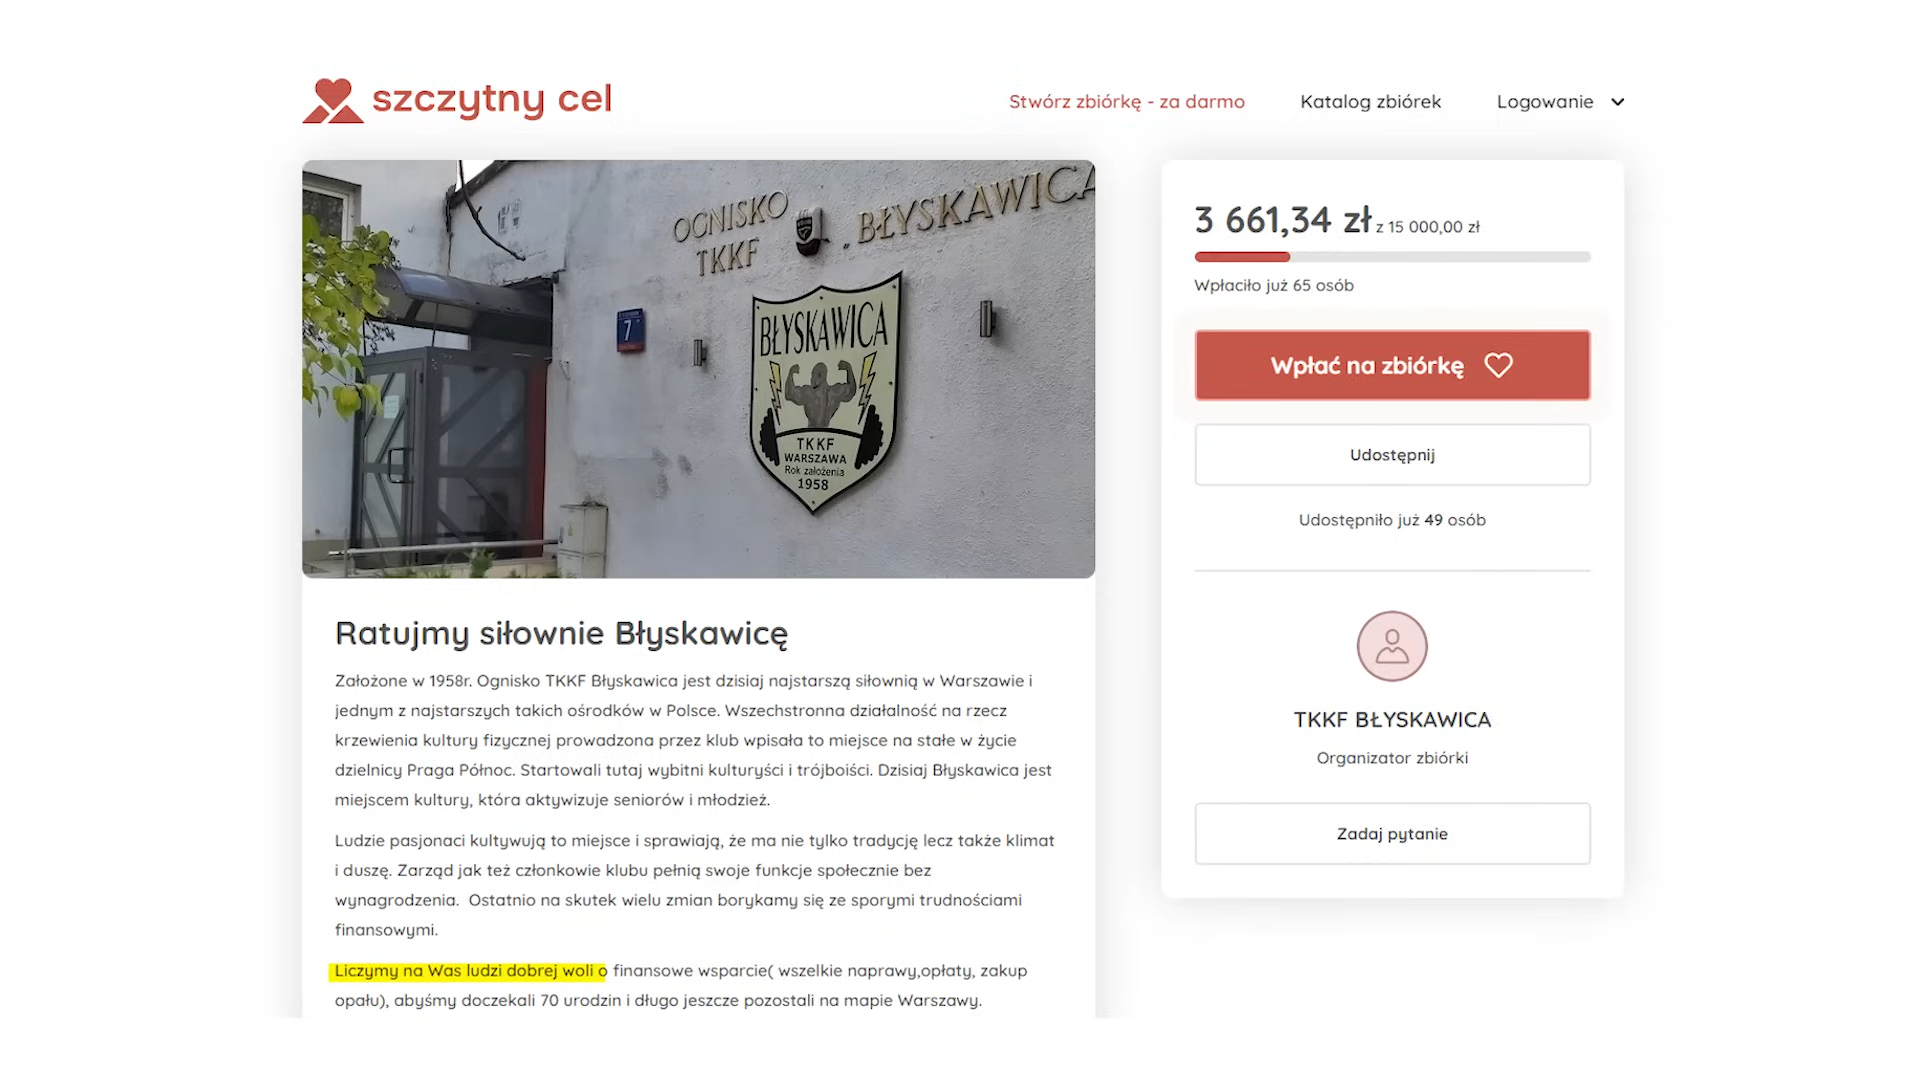 szczytny cel
Stwórz zbiórkę - za darmo
Katalog zbiórek
Logowanie
OGNISKO
TKKF
„BŁYSKAWICA
7
BŁYSKAWICA
TKKF
WARSZAWA
Rok założenia
1958
3 661,34 zł z 15 000,00 zł
Wpłaciło już 65 osób
Wpłać na zbiórkę
Udostępnij
Udostępniło już 49 osób
TKKF BŁYSKAWICA
Organizator zbiórki
Zadaj pytanie
Ratujmy siłownie Błyskawicę
Założone w 1958r. Ognisko TKKF Błyskawica jest dzisiaj najstarszą siłownią w Warszawie i
jednym z najstarszych takich ośrodków w Polsce. Wszechstronna działalność na rzecz
krzewienia kultury fizycznej prowadzona przez klub wpisała to miejsce na stałe w życie
dzielnicy Praga Północ. Startowali tutaj wybitni kulturyści i trójboiści. Dzisiaj Błyskawica jest
miejscem kultury, która aktywizuje seniorów i młodzież.
Ludzie pasjonaci kultywują to miejsce i sprawiają, że ma nie tylko tradycję lecz także klimat
i duszę. Zarząd jak też członkowie klubu pełnią swoje funkcje społecznie bez
wynagrodzenia.  Ostatnio na skutek wielu zmian borykamy się ze sporymi trudnościami
finansowymi.
Liczymy na Was ludzi dobrej woli o finansowe wsparcie( wszelkie naprawy,opłaty, zakup
opału), abyśmy doczekali 70 urodzin i długo jeszcze pozostali na mapie Warszawy.